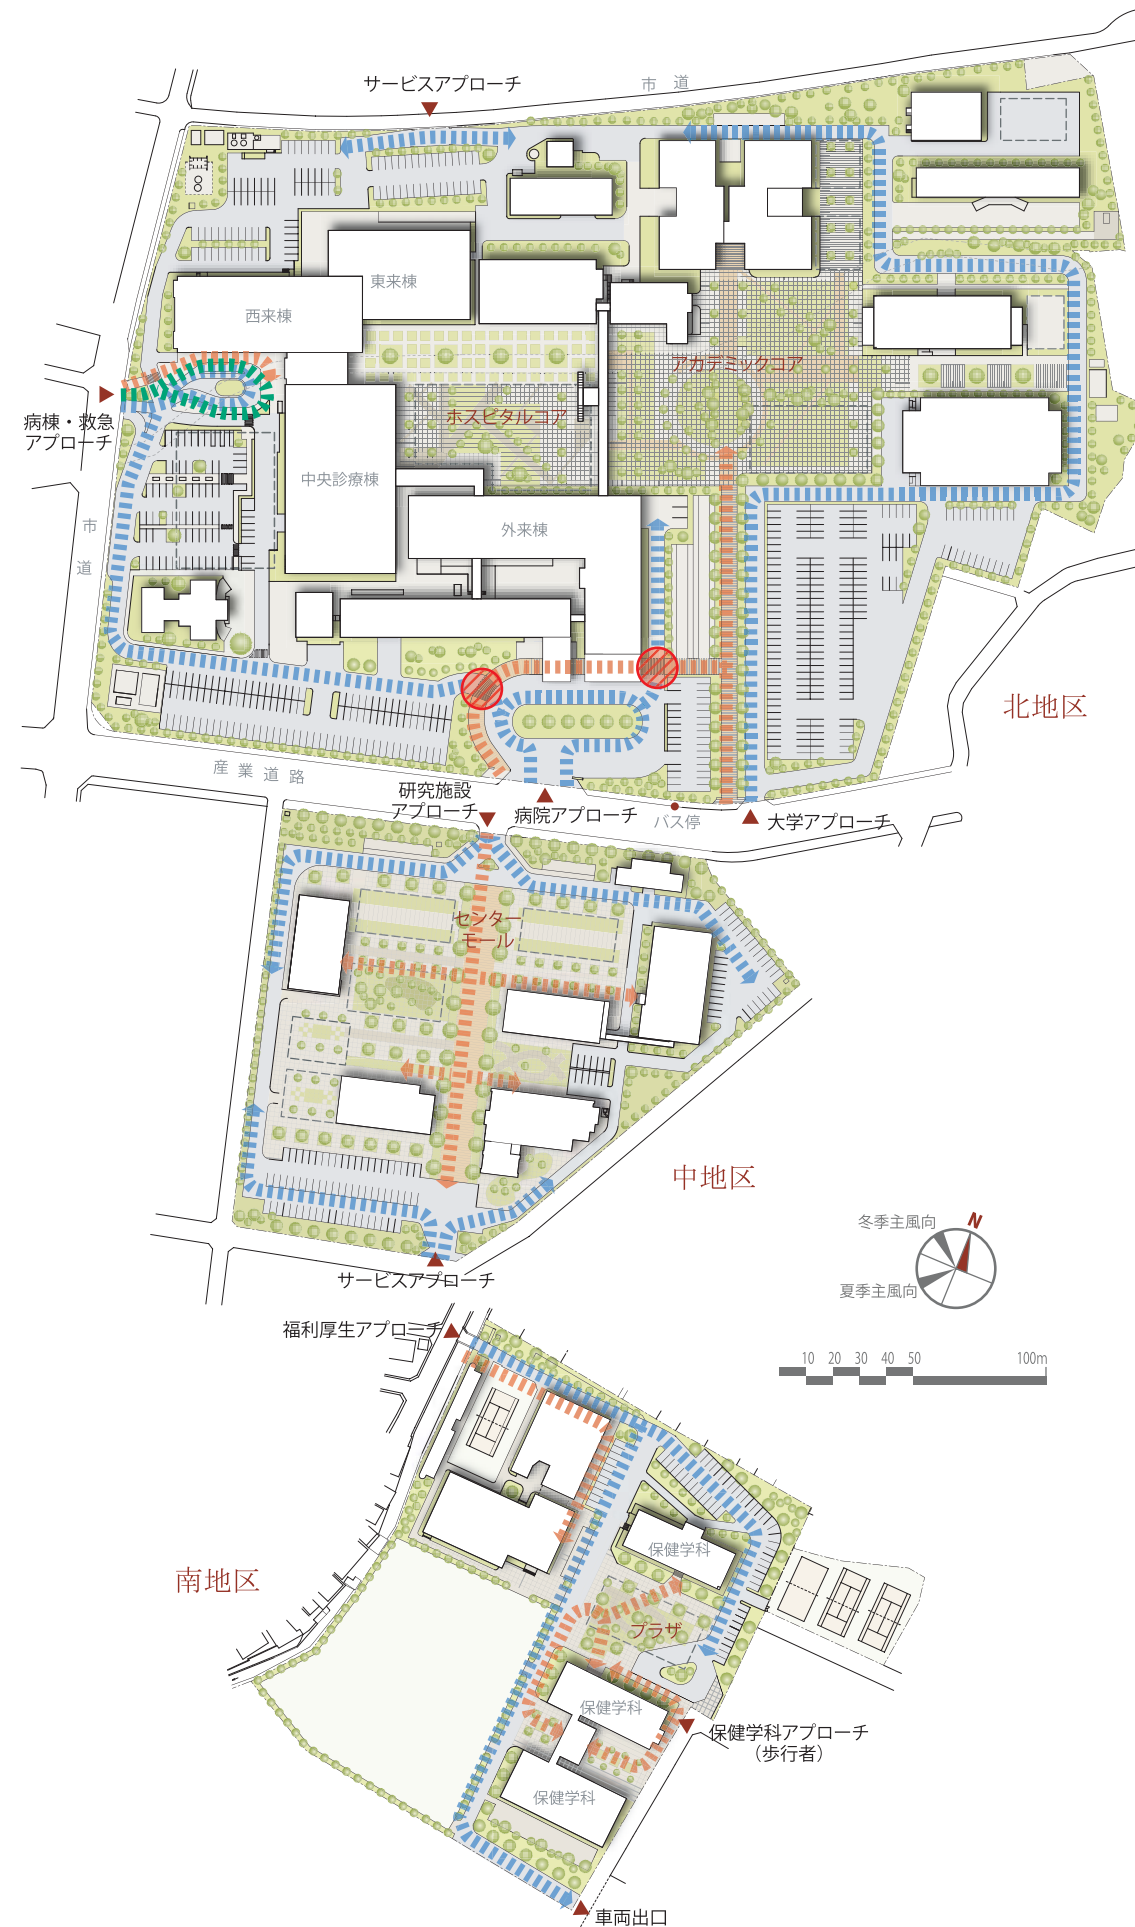 サービスアプローチ
市 道
東来棟
西来棟
アカデミックコア
病棟・救急
アプローチ
ホスピタルコア
中央診療棟
外来棟
市
道
北地区
産業道路
研究施設
アプローチ
病院アプローチ
バス停
大学アプローチ
センター
モール
中地区
冬季主風向
N
夏季主風向
サービスアプローチ
福利厚生アプローチ
10 20 30 40 50 100m
保健学科
南地区
プラザ
保健学科
保健学科アプローチ
(歩行者)
保健学科
車両出口